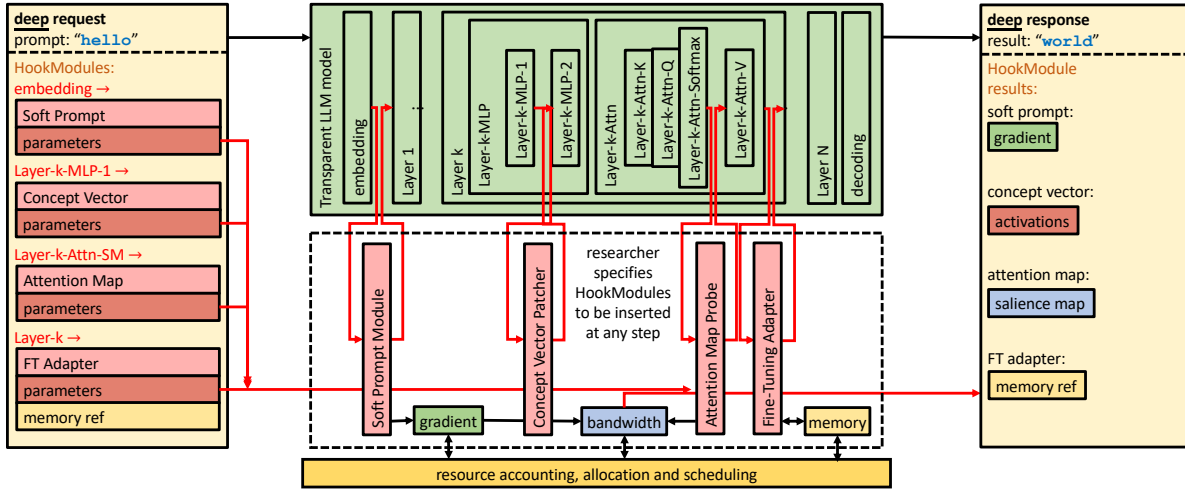 deep request
prompt: “hello”
HookModules:
embedding →
Soft Prompt
parameters
Layer-k-MLP-1 →
Concept Vector
parameters
Layer-k-Attn-SM →
Attention Map
parameters
Layer-k →
FT Adapter
parameters
memory ref
Transparent LLM model
embedding
Layer 1
...
Layer k
Layer-k-MLP
Layer-k-MLP-1
Layer-k-MLP-2
Layer-k-Attn
Layer-k-Attn-K
Layer-k-Attn-Q
Layer-k-Attn-Softmax
Layer-k-Attn-V
...
Layer N
decoding
researcher
specifies
HookModules
to be inserted
at any step
Soft Prompt Module
Concept Vector Patcher
Attention Map Probe
Fine-Tuning Adapter
gradient
bandwidth
memory
resource accounting, allocation and scheduling
deep response
result: “world”
HookModule
results:
soft prompt:
gradient
concept vector:
activations
attention map:
salience map
FT adapter:
memory ref